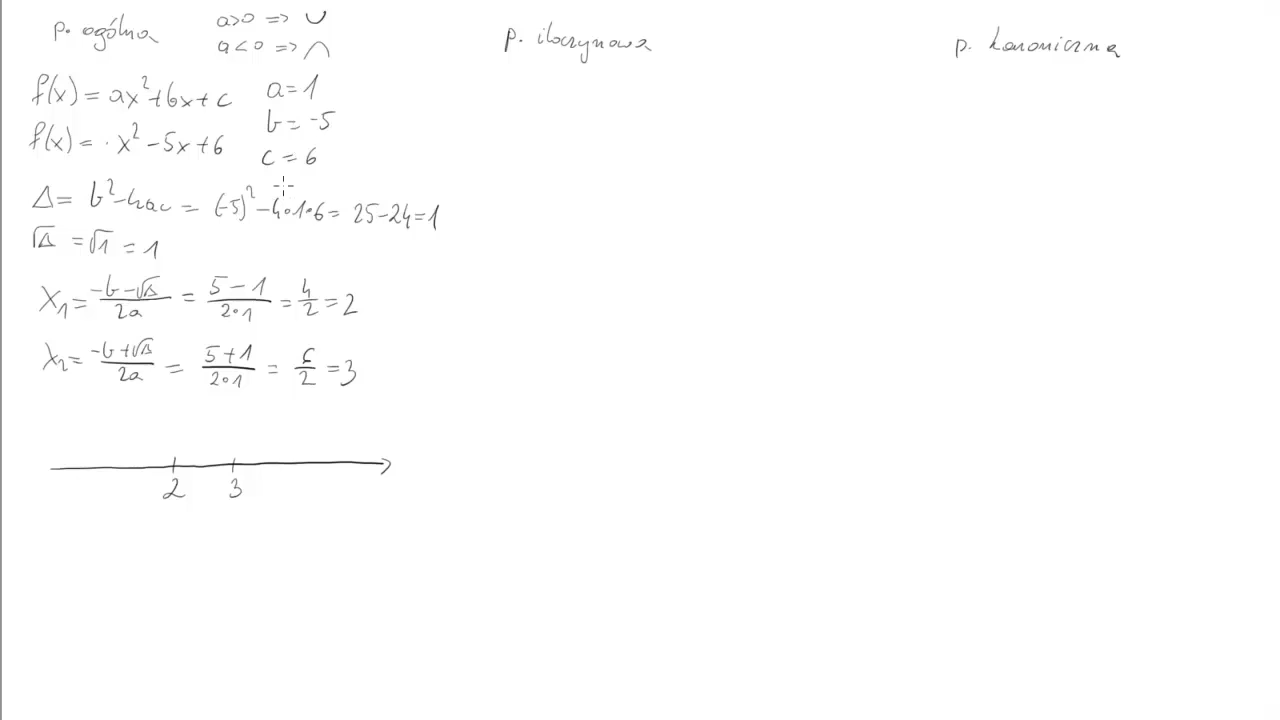 p. ogólna
a>0 => ∪
a<0 => ∩
f(x) = ax²+bx+c
f(x) = x²-5x+6
a=1
b=-5
c=6
Δ= b²-4ac = (-5)²-4·1·6= 25-24=1
√Δ = √1 = 1
x₁= (-b-√Δ)/2a = (5-1)/2·1 = 4/2 = 2
x₂= (-b+√Δ)/2a = (5+1)/2·1 = 6/2 = 3
2 3
p. iloczynowa
p. kanoniczna